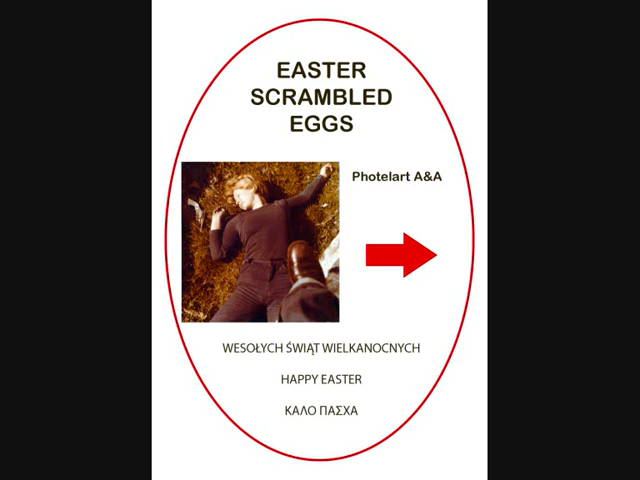 EASTER
SCRAMBLED
EGGS
Photelart A&A
WESOŁYCH ŚWIĄT WIELKANOCNYCH
HAPPY EASTER
ΚΑΛΟ ΠΑΣΧΑ